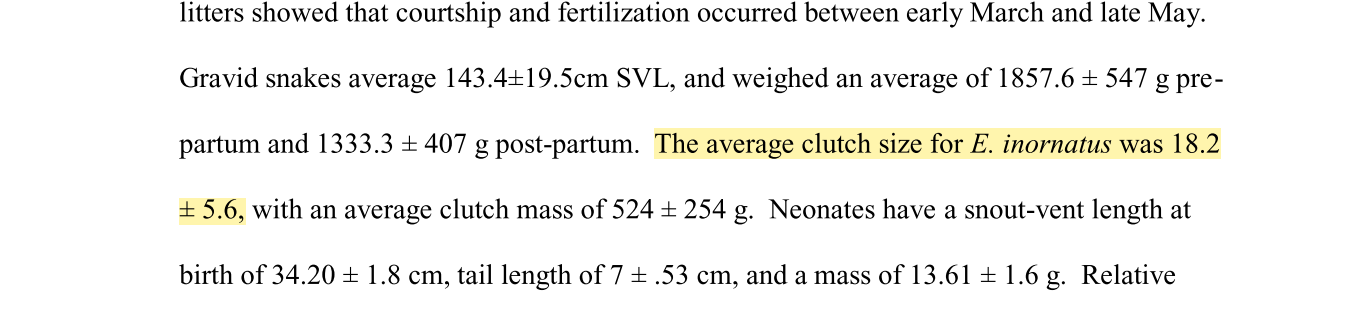 litters showed that courtship and fertilization occurred between early March and late May.
Gravid snakes average 143.4±19.5cm SVL, and weighed an average of 1857.6 ± 547 g pre-
partum and 1333.3 ± 407 g post-partum.  The average clutch size for E. inornatus was 18.2
± 5.6, with an average clutch mass of 524 ± 254 g.  Neonates have a snout-vent length at
birth of 34.20 ± 1.8 cm, tail length of 7 ± .53 cm, and a mass of 13.61 ± 1.6 g.  Relative